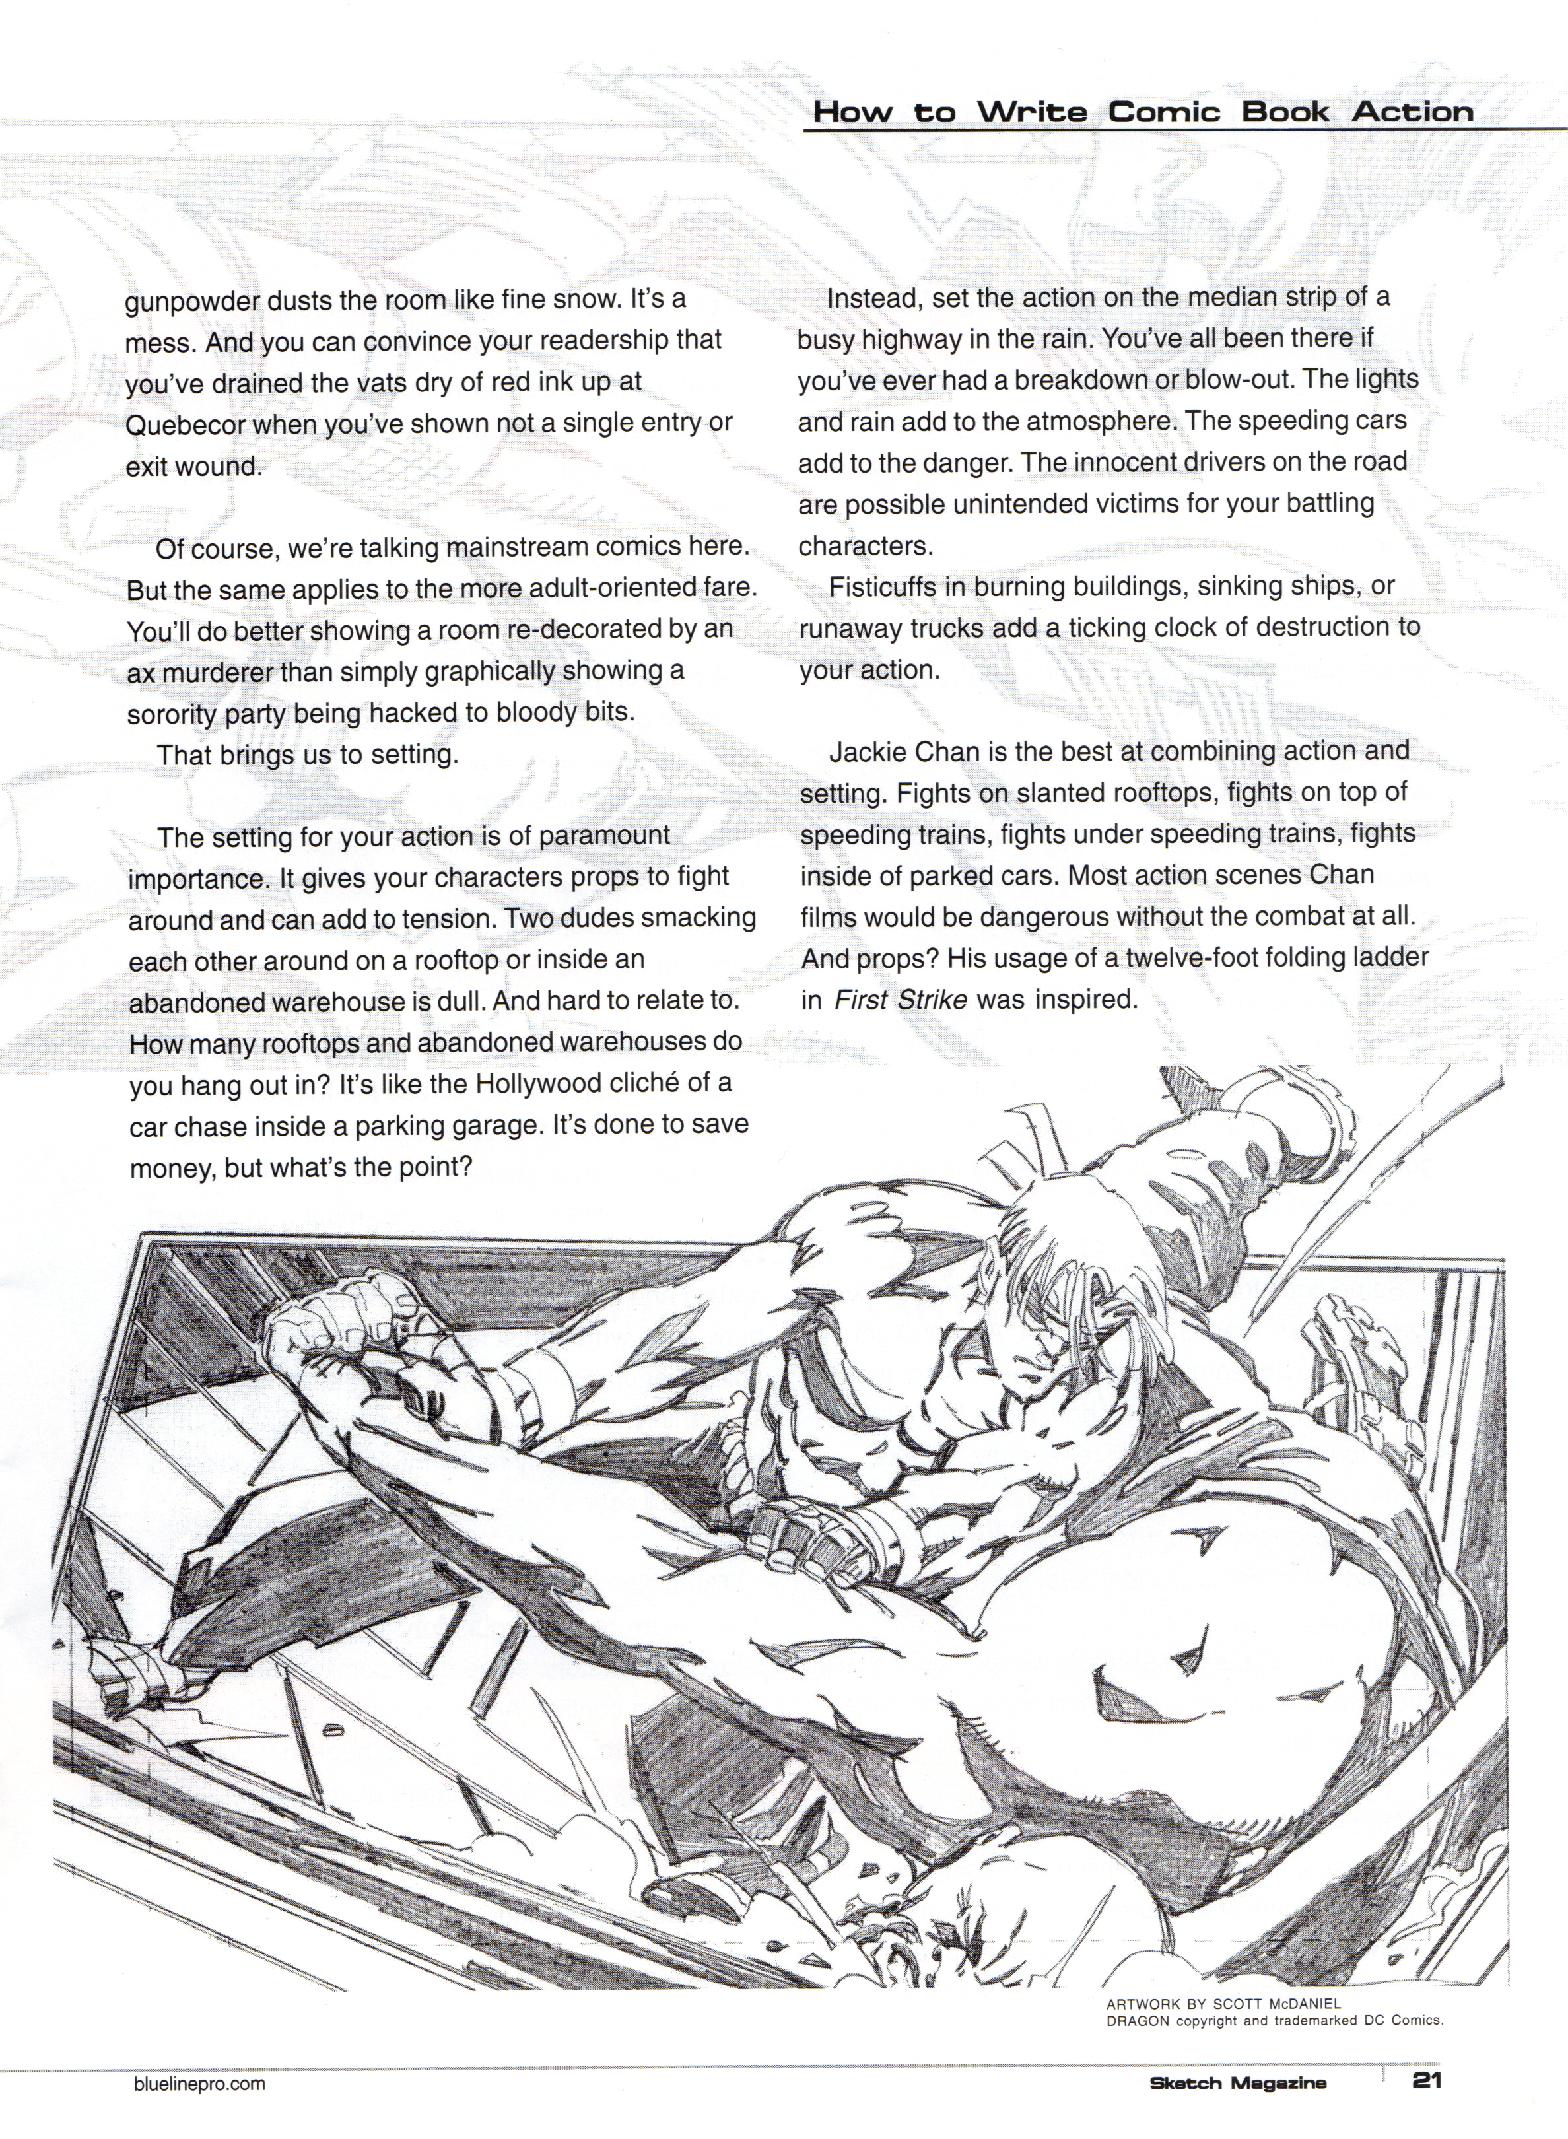 How to Write Comic Book Action
gunpowder dusts the room like fine snow. It's a
mess. And you can convince your readership that
you've drained the vats dry of red ink up at
Quebecor when you've shown not a single entry or
exit wound.
Of course, we're talking mainstream comics here.
But the same applies to the more adult-oriented fare.
You'll do better showing a room re-decorated by an
ax murderer than simply graphically showing a
sorority party being hacked to bloody bits.
That brings us to setting.
The setting for your action is of paramount
importance. It gives your characters props to fight
around and can add to tension. Two dudes smacking
each other around on a rooftop or inside an
abandoned warehouse is dull. And hard to relate to.
How many rooftops and abandoned warehouses do
you hang out in? It's like the Hollywood cliché of a
car chase inside a parking garage. It's done to save
money, but what's the point?
Instead, set the action on the median strip of a
busy highway in the rain. You've all been there if
you've ever had a breakdown or blow-out. The lights
and rain add to the atmosphere. The speeding cars
add to the danger. The innocent drivers on the road
are possible unintended victims for your battling
characters.
Fisticuffs in burning buildings, sinking ships, or
runaway trucks add a ticking clock of destruction to
your action.
Jackie Chan is the best at combining action and
setting. Fights on slanted rooftops, fights on top of
speeding trains, fights under speeding trains, fights
inside of parked cars. Most action scenes Chan
films would be dangerous without the combat at all.
And props? His usage of a twelve-foot folding ladder
in First Strike was inspired.
ARTWORK BY SCOTT McDANIEL
DRAGON copyright and trademarked DC Comics.
bluelinepro.com
Sketch Magazine
21